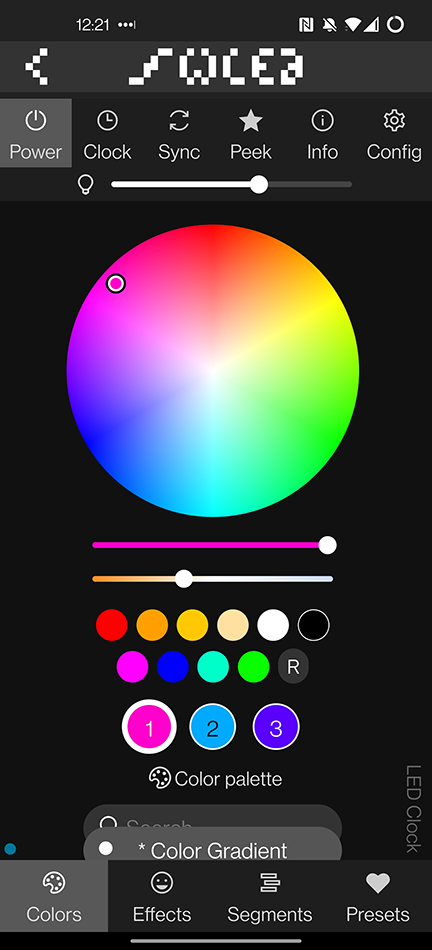 12:21
WLED
Power Clock Sync Peek Info Config
R
1 2 3
Color palette
Search
* Color Gradient
LED Clock
Colors Effects Segments Presets